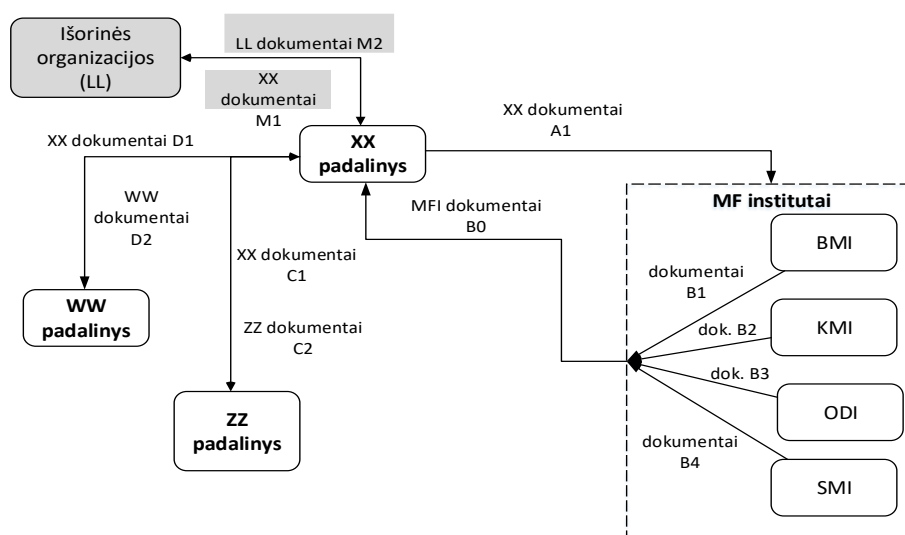 Išorinės
organizacijos
(LL)
LL dokumentai M2
XX
dokumentai
M1
XX dokumentai D1
XX
padalinys
XX dokumentai
A1
WW
dokumentai
D2
MFI dokumentai
B0
MF institutai
BMI
XX dokumentai
C1
dokumentai
B1
WW
padalinys
ZZ dokumentai
C2
dok. B2
KMI
dok. B3
ZZ
padalinys
ODI
dokumentai
B4
SMI